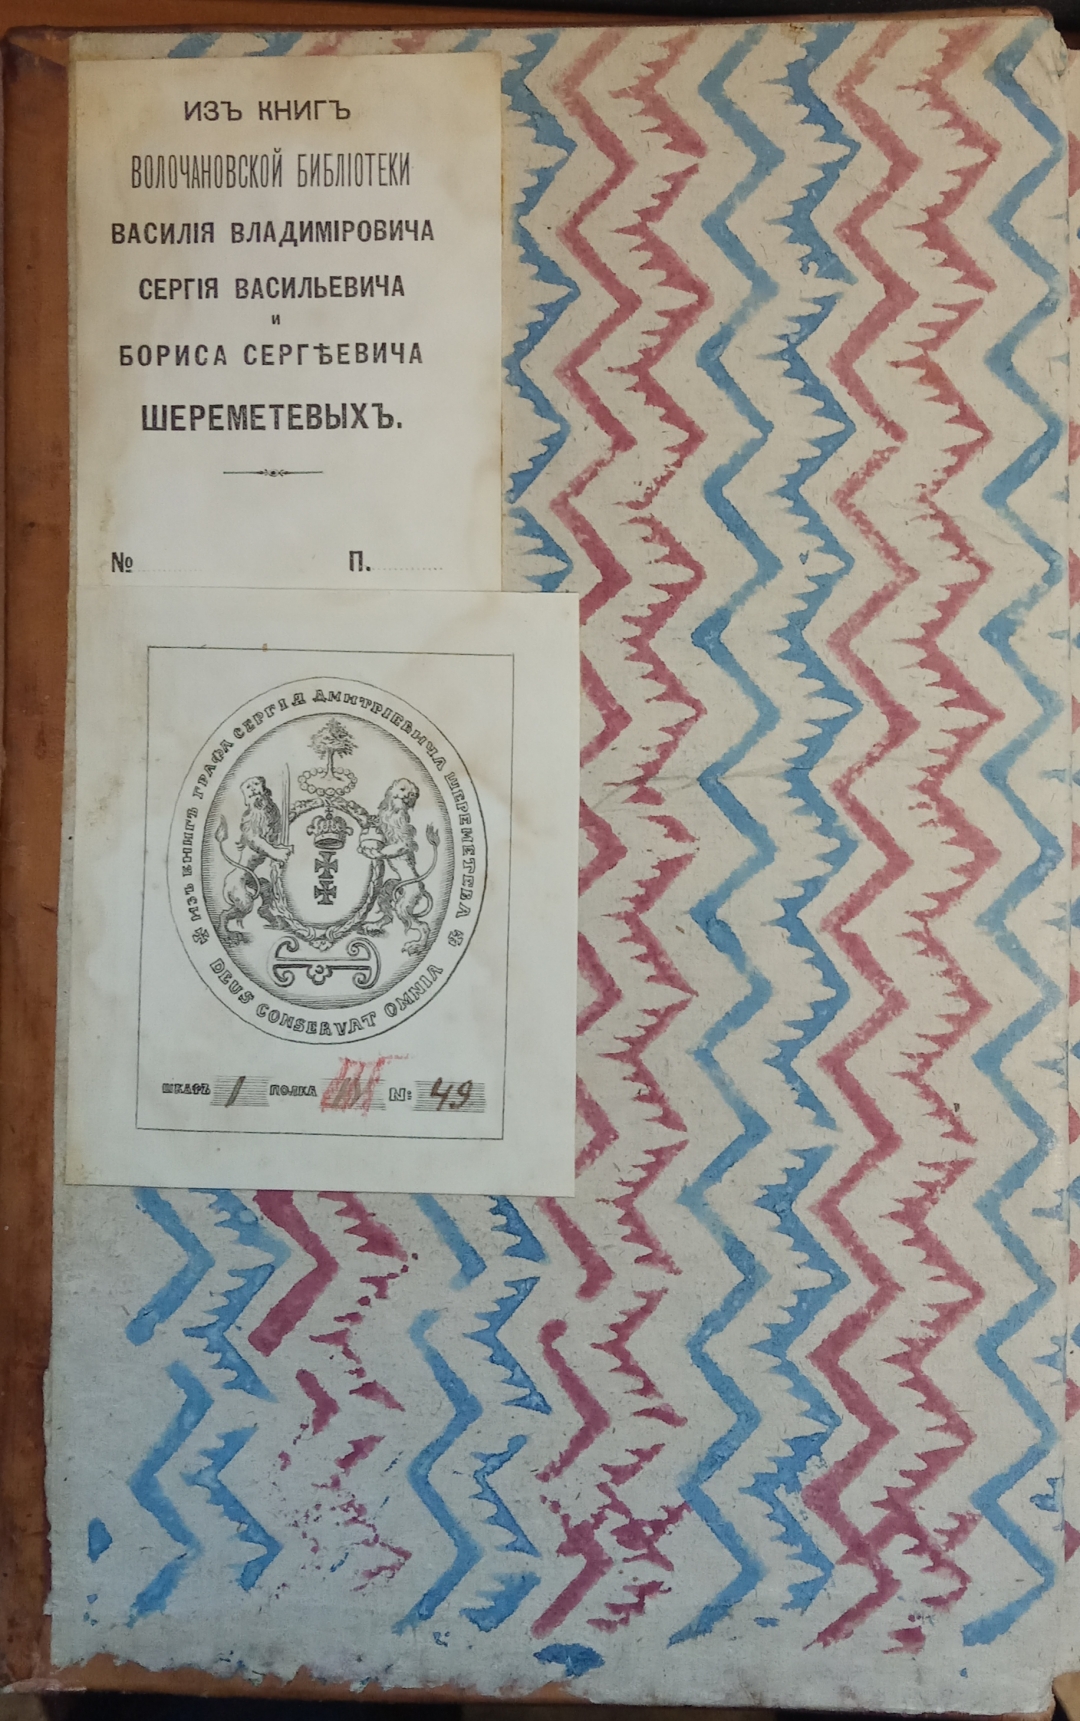 ИЗЪ КНИГЪ
ВОЛОЧАНОВСКОЙ БИБЛІОТЕКИ
ВАСИЛІЯ ВЛАДИМІРОВИЧА
СЕРГІЯ ВАСИЛЬЕВИЧА
и
БОРИСА СЕРГѢЕВИЧА
ШЕРЕМЕТЕВЫХЪ.
№ П.
ИЗЪ КНИГЪ ГРАФА СЕРГІЯ ДМИТРІЕВИЧА ШЕРЕМЕТЕВА
DEUS CONSERVAT OMNIA
ШКАФЪ 1 ПОЛКА N: 49